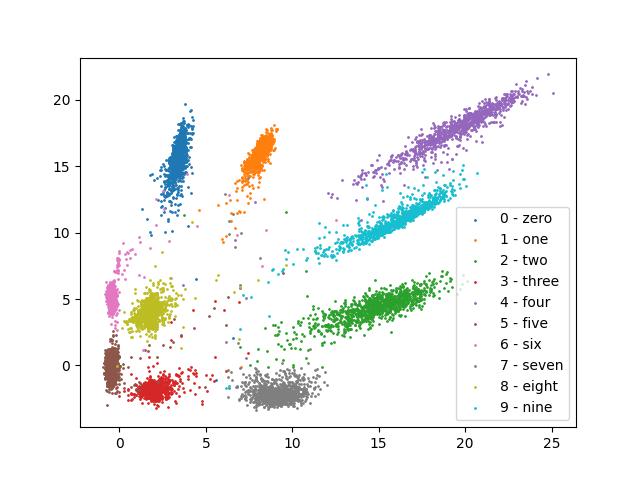 20
15
10
5
0
0 - zero
1 - one
2 - two
3 - three
4 - four
5 - five
6 - six
7 - seven
8 - eight
9 - nine
0 5 10 15 20 25